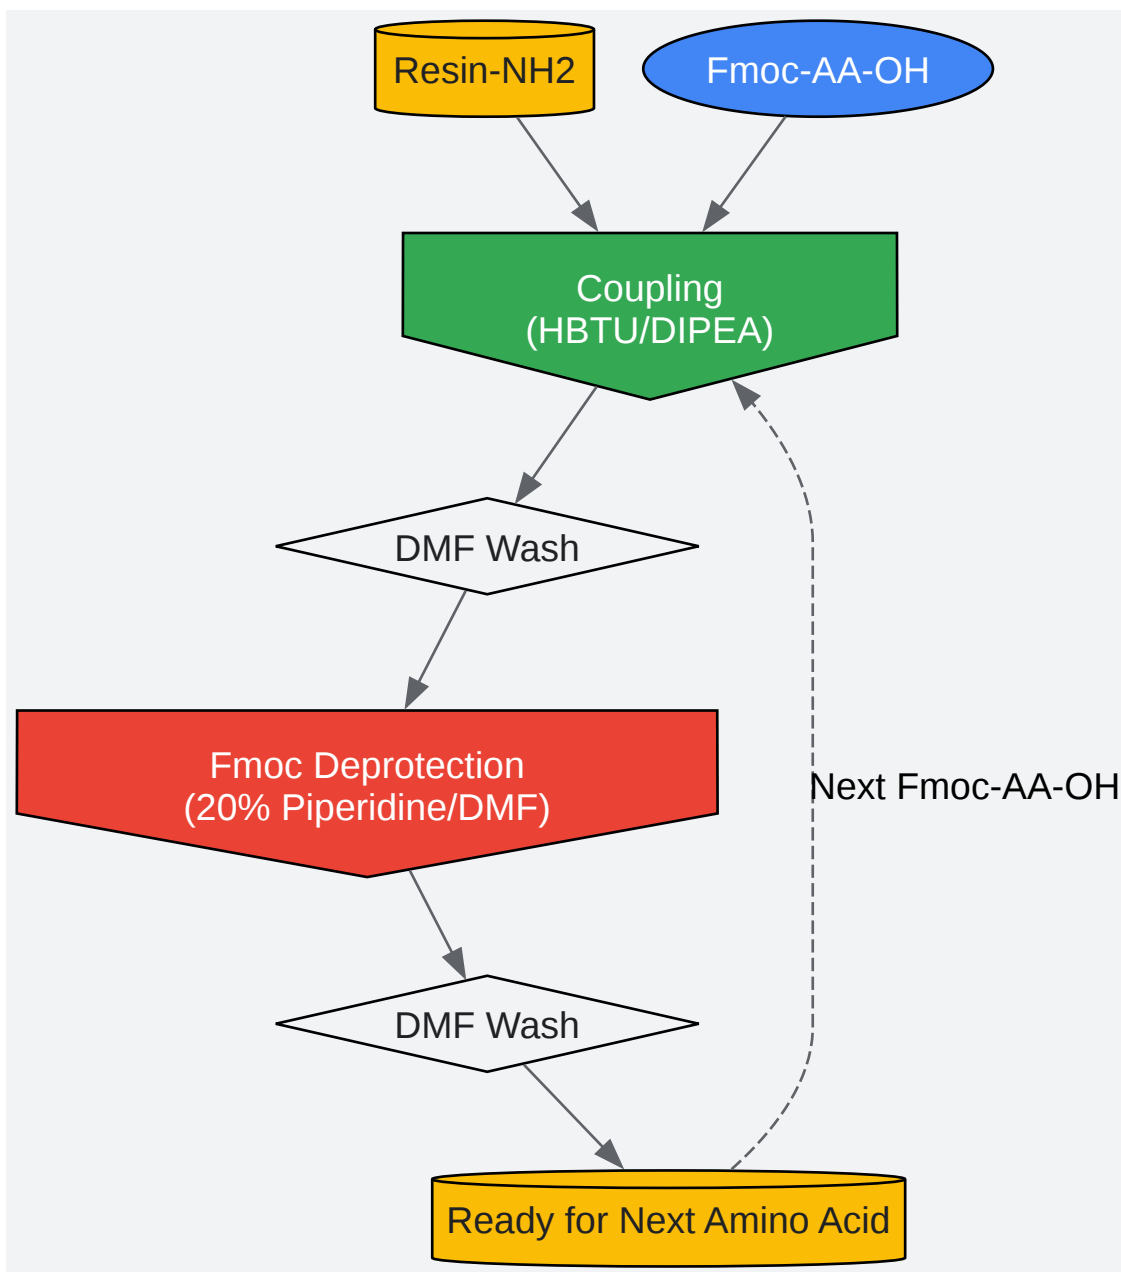 Resin-NH2
Fmoc-AA-OH
Coupling
(HBTU/DIPEA)
DMF Wash
Fmoc Deprotection
(20% Piperidine/DMF)
Next Fmoc-AA-OH
DMF Wash
Ready for Next Amino Acid